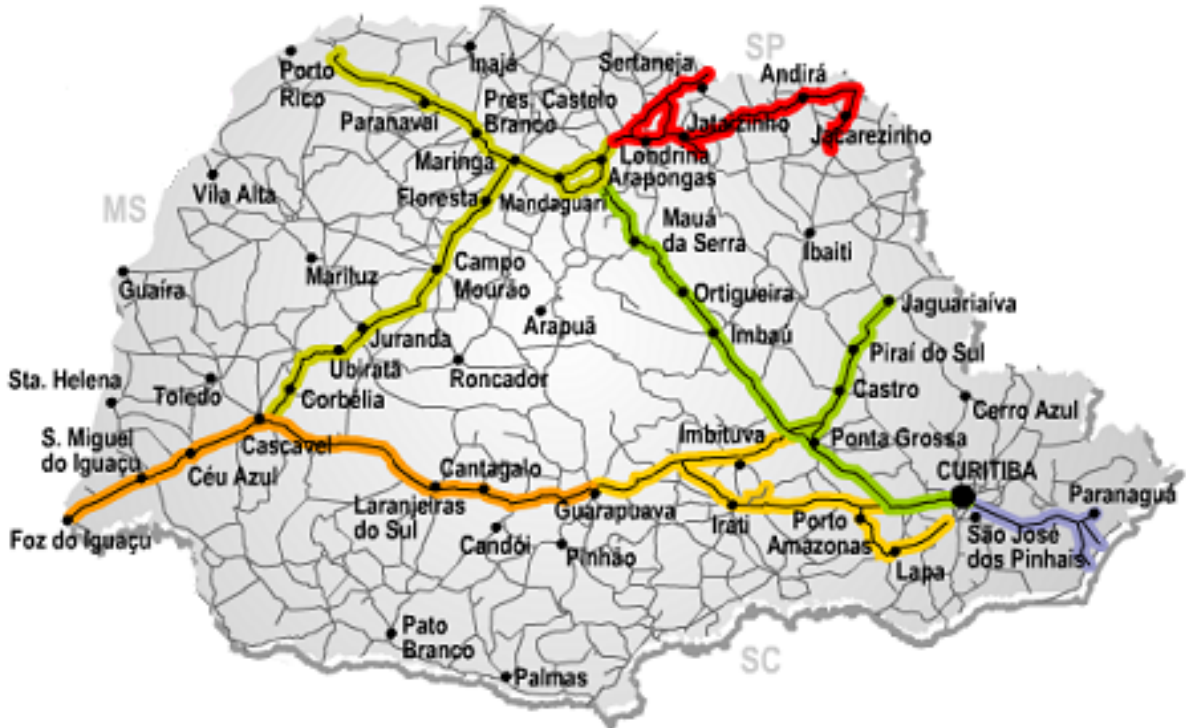 SP
Sertaneja
Andirá
Inajá
Porto
Rico
Pres. Castelo
Branco
Paranavaí
Jataizinho
Jacarezinho
Londrina
Maringá
Arapongas
Vila Alta
Floresta
Mandaguari
MS
Mauá
da Serra
Ibaiti
Campo
Mourão
Mariluz
Guaíra
Ortigueira
Jaguariaíva
Arapuã
Imbaú
Juranda
Piraí do Sul
Ubiratã
Roncador
Sta. Helena
Toledo
Corbélia
Castro
Cerro Azul
S. Miguel
do Iguaçu
Cascavel
Imbituva
Ponta Grossa
Céu Azul
Cantagalo
CURITIBA
Paranaguá
Laranjeiras
do Sul
Guarapuava
Irati
Porto
Amazonas
São José
dos Pinhais
Foz do Iguaçu
Candói
Pinhão
Lapa
Pato
Branco
SC
Palmas